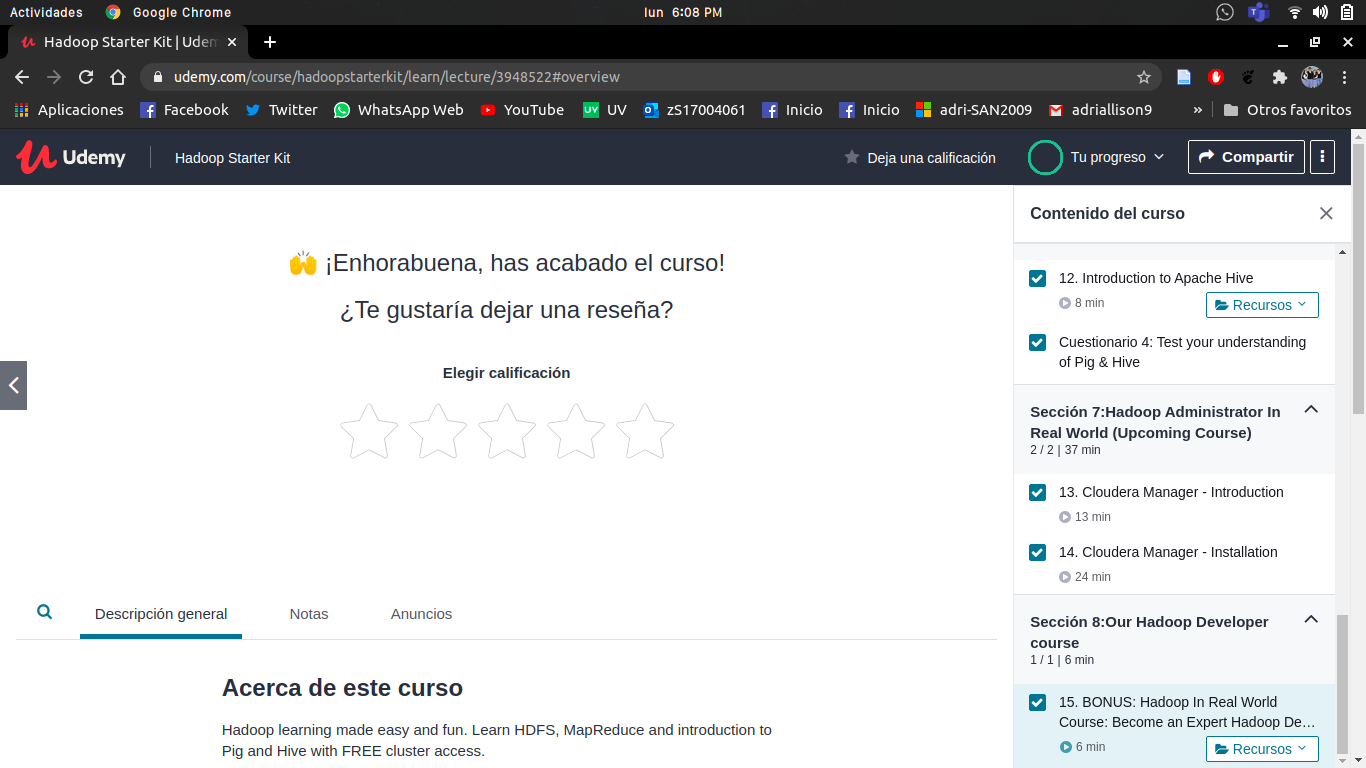 Actividades Google Chrome lun 6:08 PM
Hadoop Starter Kit | Udem
udemy.com/course/hadoopstarterkit/learn/lecture/3948522#overview
Aplicaciones Facebook Twitter WhatsApp Web YouTube UV zS17004061 Inicio Inicio adri-SAN2009 adriallison9 » Otros favoritos
Udemy Hadoop Starter Kit Deja una calificación Tu progreso Compartir
¡Enhorabuena, has acabado el curso!
¿Te gustaría dejar una reseña?
Elegir calificación
Descripción general Notas Anuncios
Acerca de este curso
Hadoop learning made easy and fun. Learn HDFS, MapReduce and introduction to
Pig and Hive with FREE cluster access.
Contenido del curso
12. Introduction to Apache Hive
8 min Recursos
Cuestionario 4: Test your understanding
of Pig & Hive
Sección 7:Hadoop Administrator In
Real World (Upcoming Course)
2 / 2 | 37 min
13. Cloudera Manager - Introduction
13 min
14. Cloudera Manager - Installation
24 min
Sección 8:Our Hadoop Developer
course
1 / 1 | 6 min
15. BONUS: Hadoop In Real World
Course: Become an Expert Hadoop De…
6 min Recursos